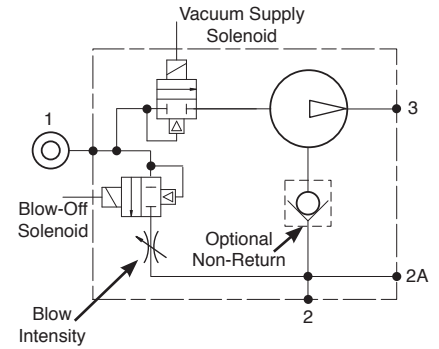 Vacuum Supply
Solenoid
1
3
Blow-Off
Solenoid
Optional
Non-Return
2A
Blow
Intensity
2